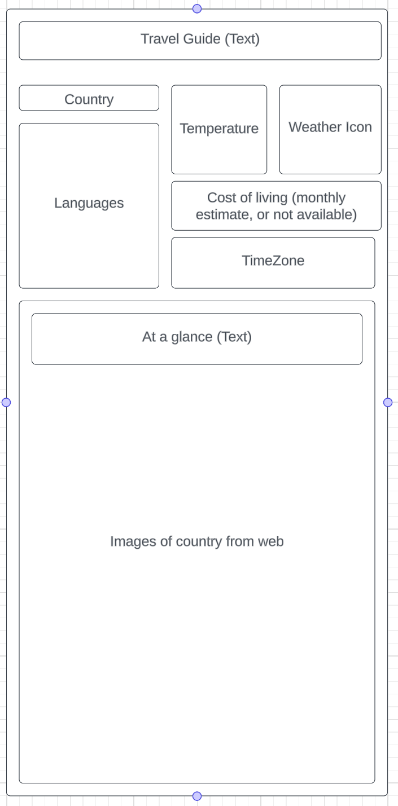 Travel Guide (Text)
Country
Temperature
Weather Icon
Languages
Cost of living (monthly
estimate, or not available)
TimeZone
At a glance (Text)
Images of country from web